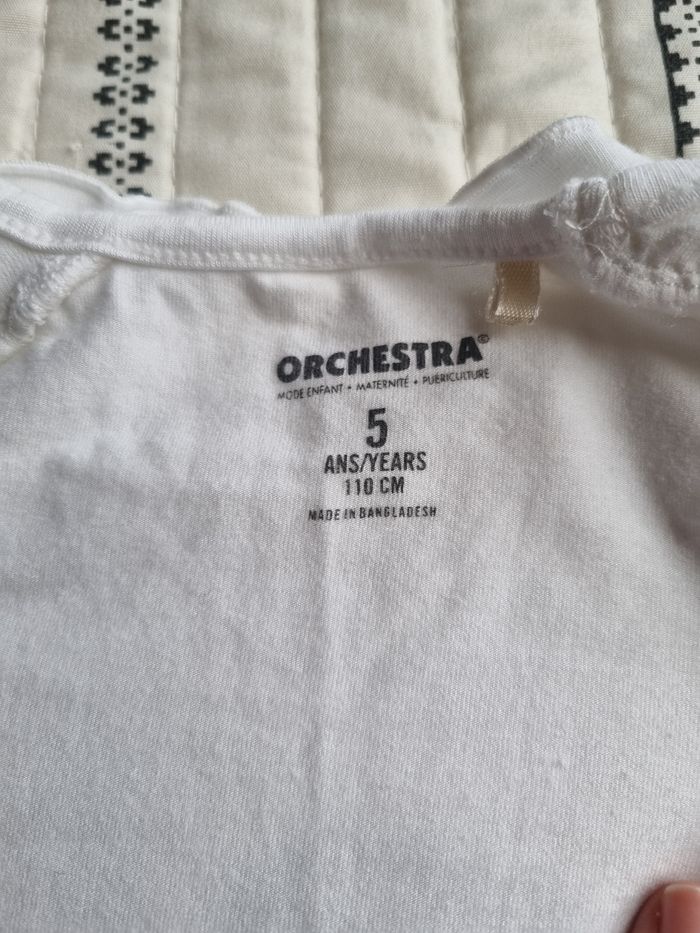 ORCHESTRA®
MODE ENFANT • MATERNITÉ • PUÉRICULTURE
5
ANS/YEARS
110 CM
MADE IN BANGLADESH